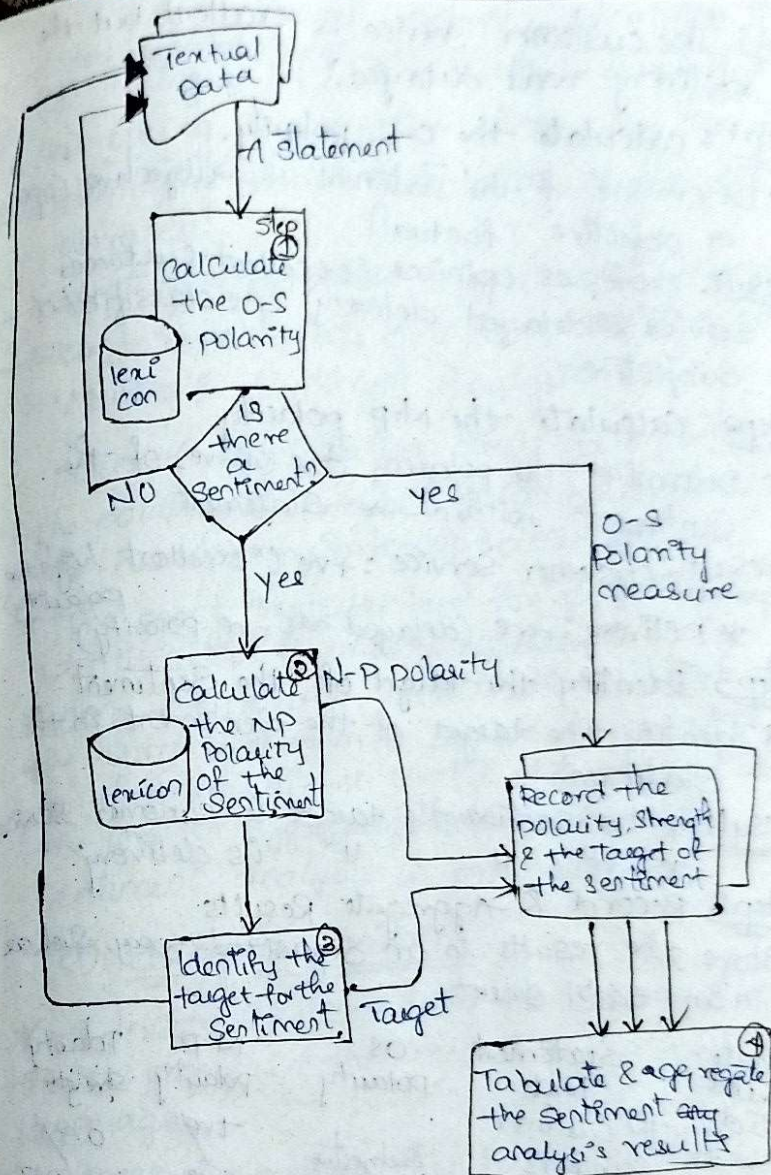 Textual
Data
A Statement
Step
①
Calculate
the O-S
polarity
lexi
con
Is
there
a
Sentiment?
NO
yes
yes
O-S
polarity
measure
②
Calculate
the NP
Polarity
of the
Sentiment
N-P polarity
lexicon
Record the
polarity, Strength
& the Target of
the sentiment
③
Identify the
target for the
Sentiment
Target
④
Tabulate & aggregate
the sentiment
analysis's results